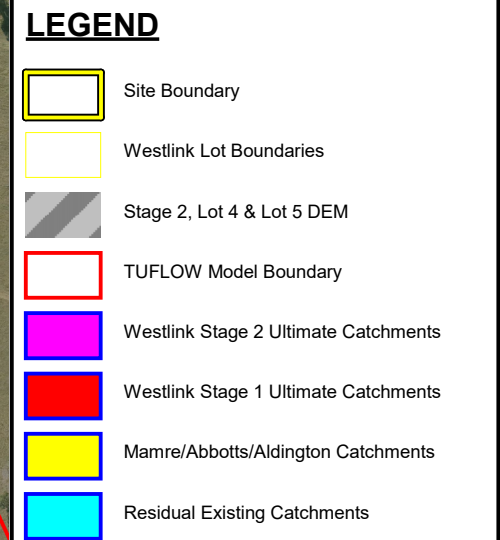 LEGEND
Site Boundary
Westlink Lot Boundaries
Stage 2, Lot 4 & Lot 5 DEM
TUFLOW Model Boundary
Westlink Stage 2 Ultimate Catchments
Westlink Stage 1 Ultimate Catchments
Mamre/Abbotts/Aldington Catchments
Residual Existing Catchments